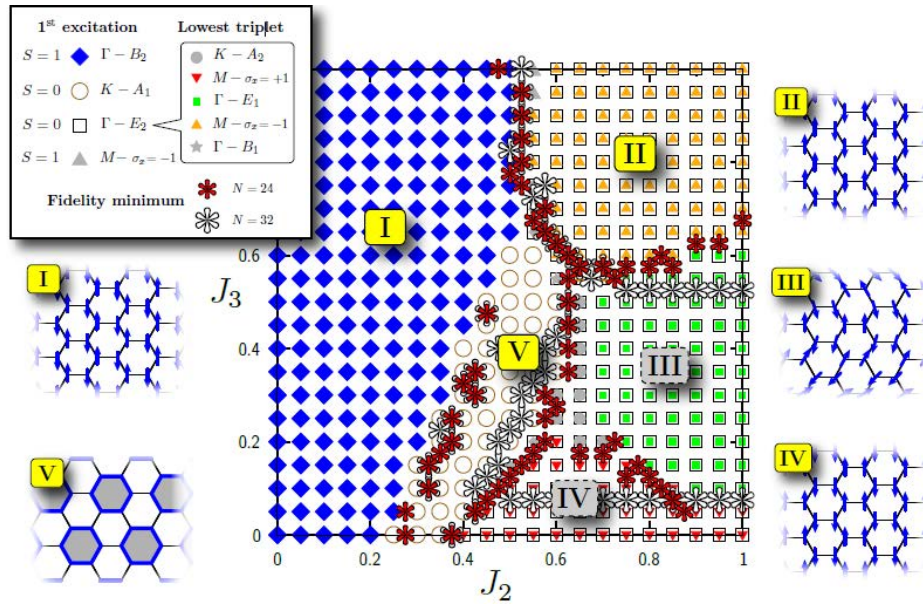 1st excitation Lowest triplet
S = 1 Γ − B2 K − A2
S = 0 K − A1 M − σx = +1
S = 0 Γ − E2 Γ − E1
S = 1 M − σx = −1 M − σx = −1
Γ − B1
Fidelity minimum N = 24
N = 32
I
II
III
IV
V
I
V
II
III
IV
J3
0.6
0.4
0.2
0
0 0.2 0.4 0.6 0.8 1
J2